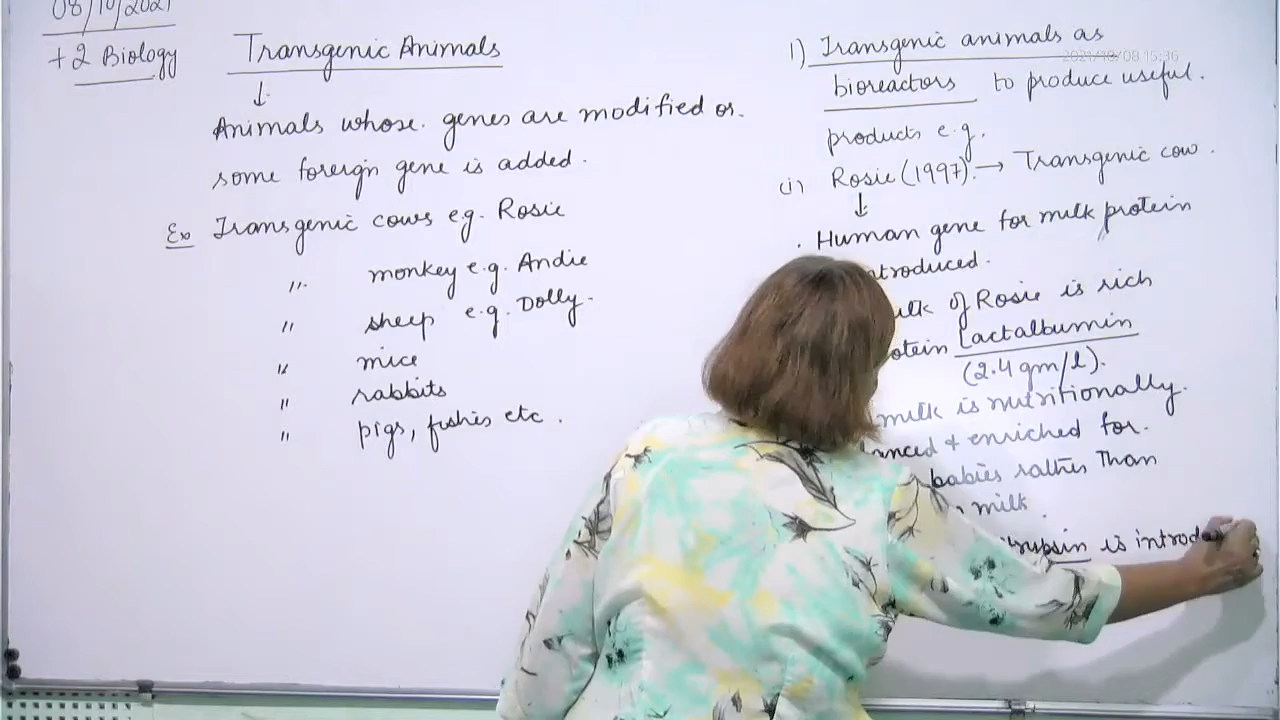 08/10/2021
+2 Biology
Transgenic Animals
↓
Animals whose. genes are modified or.
some foreign gene is added.
Ex Transgenic cows eg. Rosie
" monkey e.g. Andie
" sheep e.g. Dolly.
" mice
" rabbits
" pigs, fishes etc.
1) Transgenic animals as
2021/10/08 15:36
bioreactors to produce useful.
products e.g.
(i) Rosie (1997). → Transgenic cow.
↓
. Human gene for milk protein
introduced.
of Rosie is rich
Lactalbumin
(2.4 gm/l).
milk is nutritionally.
& enriched for.
babies rather Than
milk.
is introd